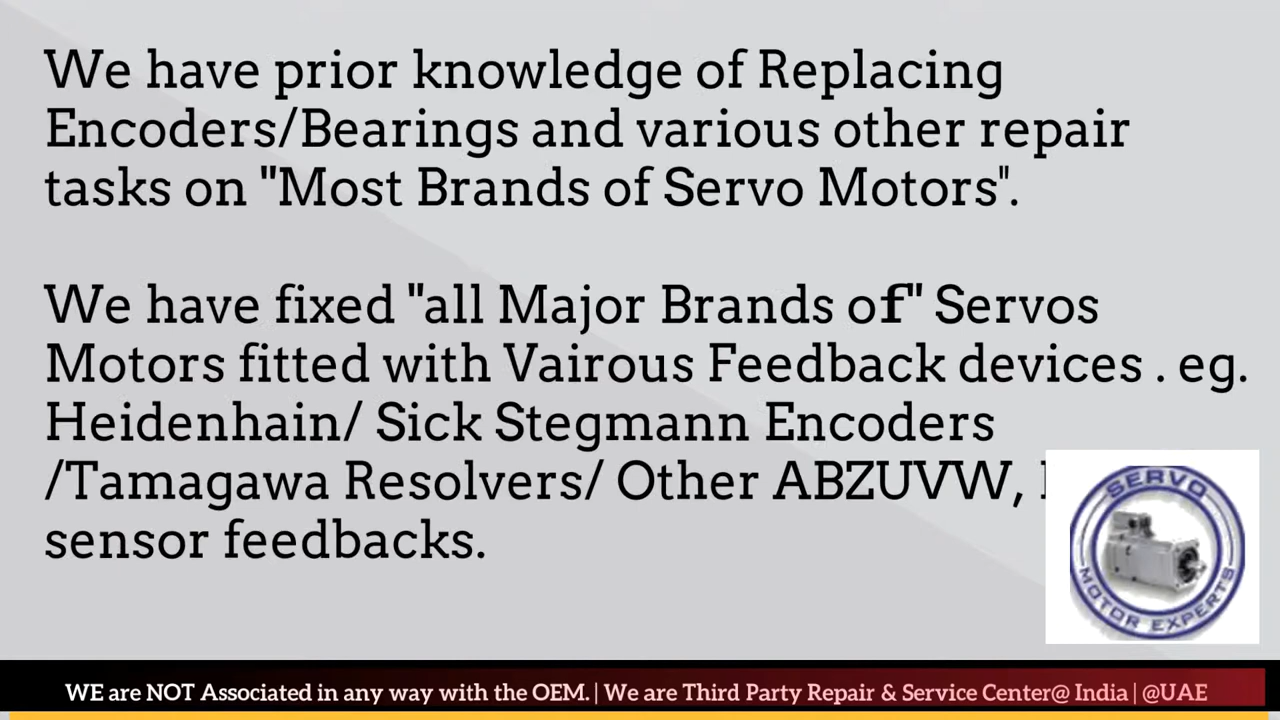 We have prior knowledge of Replacing
Encoders/Bearings and various other repair
tasks on "Most Brands of Servo Motors".
We have fixed "all Major Brands of" Servos
Motors fitted with Vairous Feedback devices . eg.
Heidenhain/ Sick Stegmann Encoders
/Tamagawa Resolvers/ Other ABZUVW,
sensor feedbacks.
SERVO
MOTOR EXPERTS
WE are NOT Associated in any way with the OEM. | We are Third Party Repair & Service Center@ India | @UAE